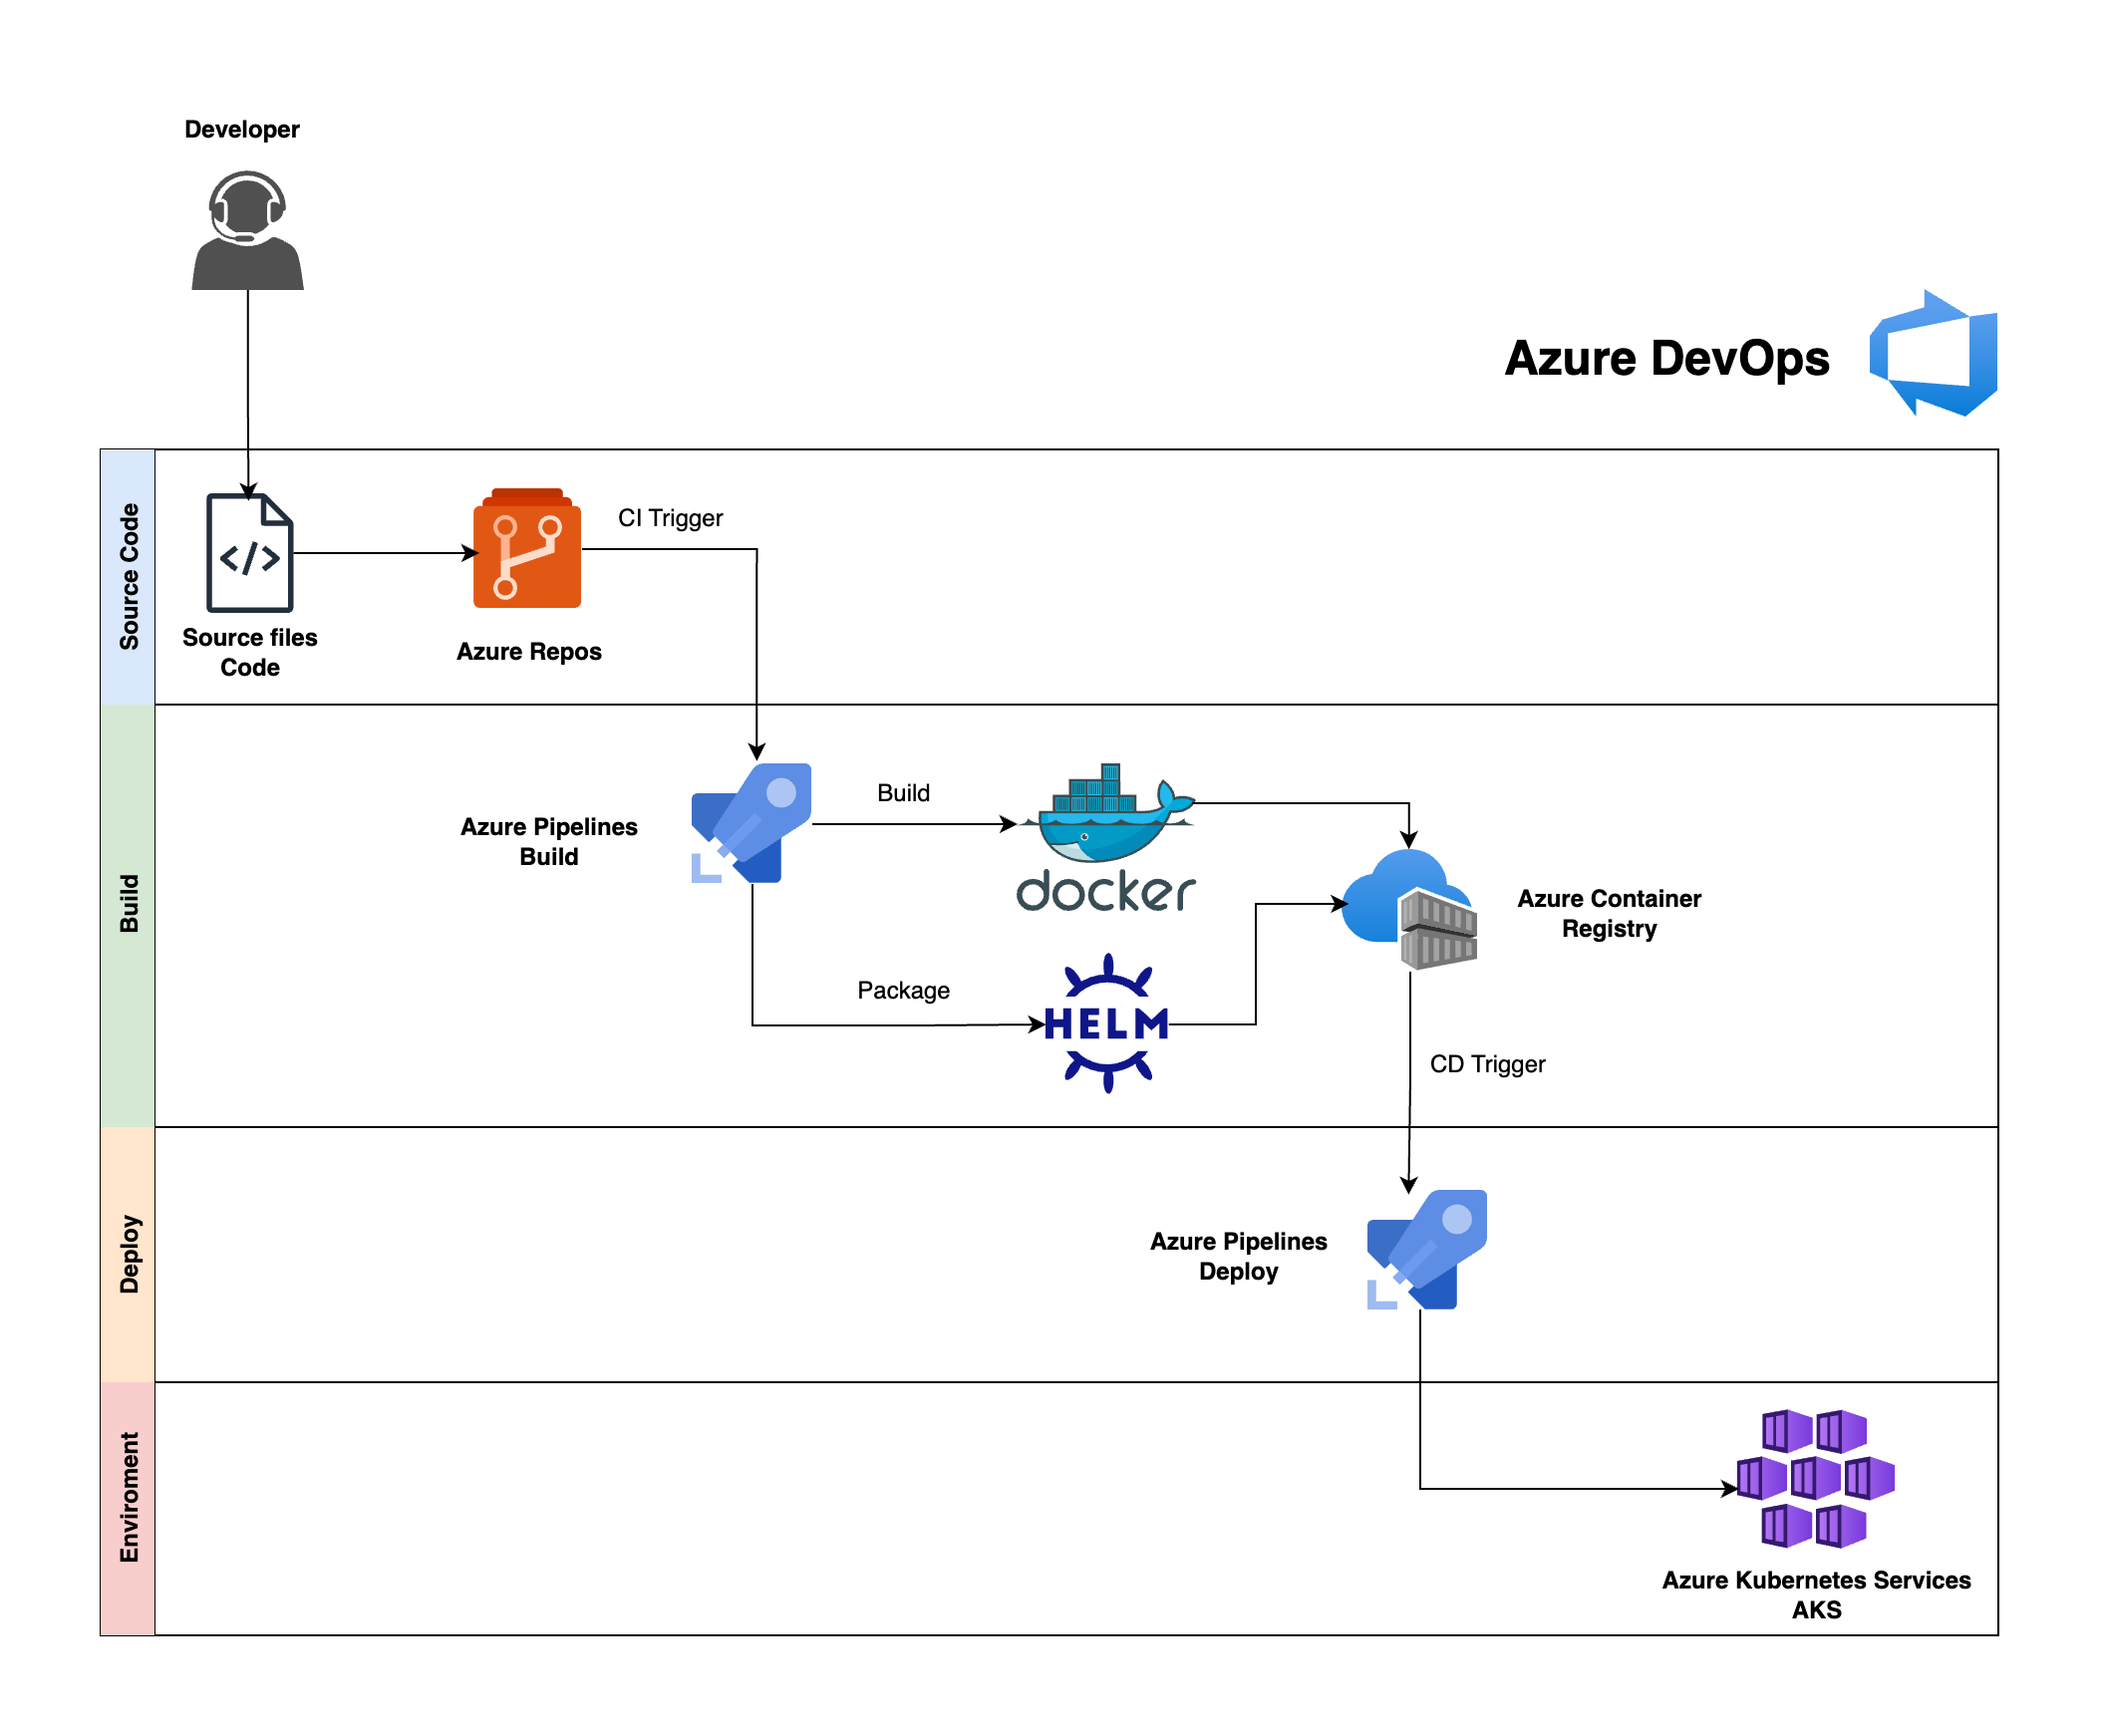 Developer
Azure DevOps
Source Code
CI Trigger
Source files
Code
Azure Repos
Build
Azure Pipelines
Build
Build
docker
Azure Container
Registry
Package
HELM
CD Trigger
Deploy
Azure Pipelines
Deploy
Enviroment
Azure Kubernetes Services
AKS